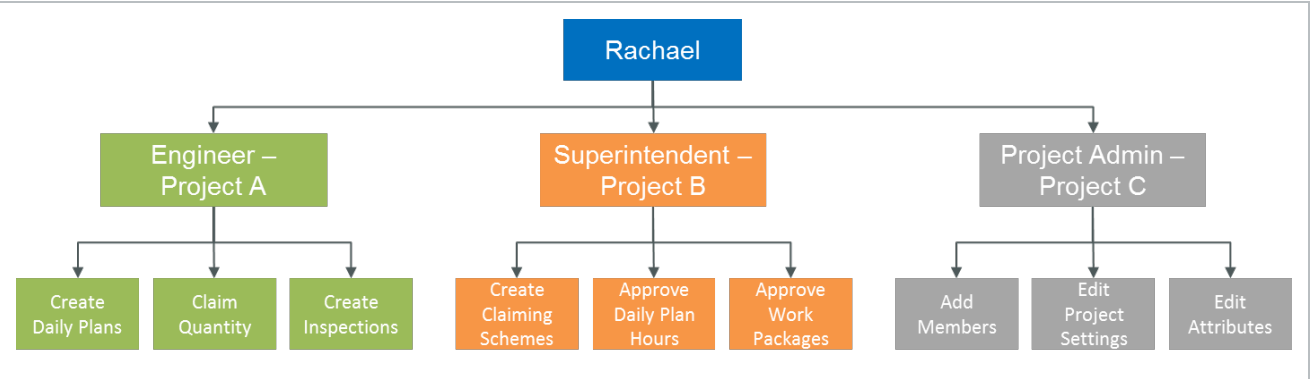 Rachael
Engineer –
Project A
Superintendent –
Project B
Project Admin –
Project C
Create
Daily Plans
Claim
Quantity
Create
Inspections
Create
Claiming
Schemes
Approve
Daily Plan
Hours
Approve
Work
Packages
Add
Members
Edit
Project
Settings
Edit
Attributes